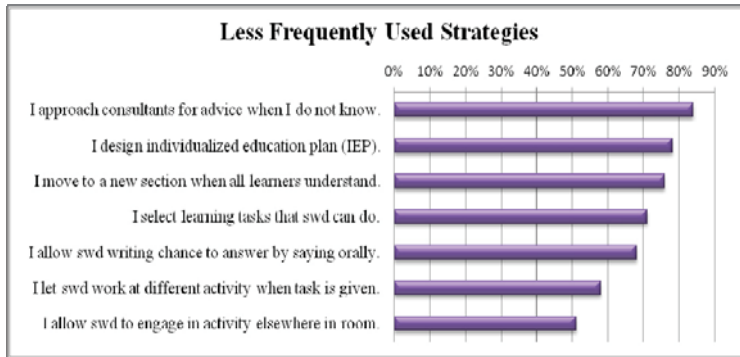 Less Frequently Used Strategies
0% 10% 20% 30% 40% 50% 60% 70% 80% 90%
I approach consultants for advice when I do not know.
I design individualized education plan (IEP).
I move to a new section when all learners understand.
I select learning tasks that swd can do.
I allow swd writing chance to answer by saying orally.
I let swd work at different activity when task is given.
I allow swd to engage in activity elsewhere in room.